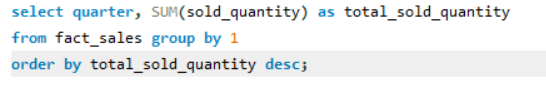 select quarter, SUM(sold_quantity) as total_sold_quantity
from fact_sales group by 1
order by total_sold_quantity desc;